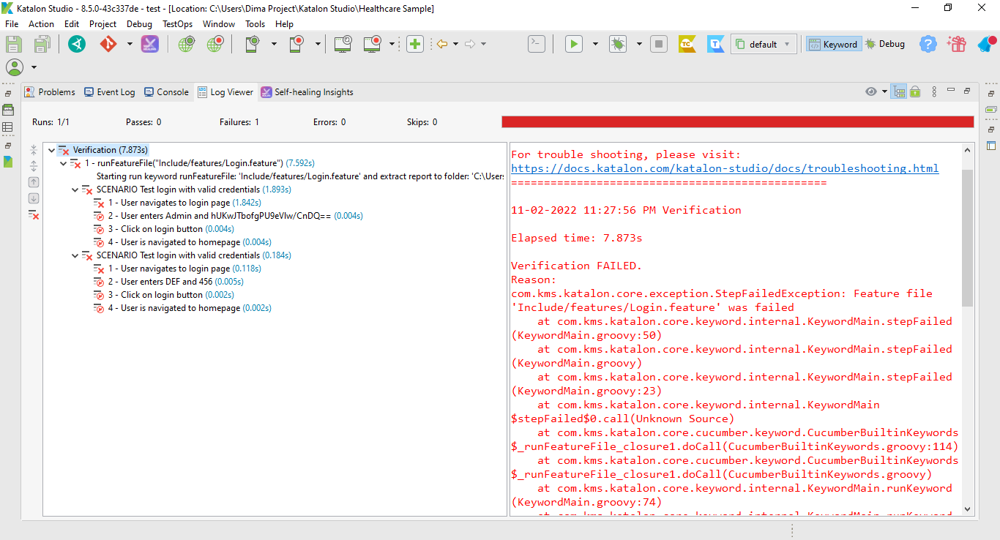 Katalon Studio - 8.5.0-43c337de - test - [Location: C:\Users\Dima Project\Katalon Studio\Healthcare Sample]
File Action Edit Project Debug TestOps Window Tools Help
TC T default Keyword Debug
Problems Event Log Console Log Viewer Self-healing Insights
Runs: 1/1 Passes: 0 Failures: 1 Errors: 0 Skips: 0
Verification (7.873s)
1 - runFeatureFile("Include/features/Login.feature") (7.592s)
Starting run keyword runFeatureFile: 'Include/features/Login.feature' and extract report to folder: 'C:\Users
SCENARIO Test login with valid credentials (1.893s)
1 - User navigates to login page (1.842s)
2 - User enters Admin and hUKwJTbofgPU9eVlw/CnDQ== (0.004s)
3 - Click on login button (0.004s)
4 - User is navigated to homepage (0.004s)
SCENARIO Test login with valid credentials (0.184s)
1 - User navigates to login page (0.118s)
2 - User enters DEF and 456 (0.005s)
3 - Click on login button (0.002s)
4 - User is navigated to homepage (0.002s)
For trouble shooting, please visit:
https://docs.katalon.com/katalon-studio/docs/troubleshooting.html
================================================
11-02-2022 11:27:56 PM Verification
Elapsed time: 7.873s
Verification FAILED.
Reason:
com.kms.katalon.core.exception.StepFailedException: Feature file
'Include/features/Login.feature' was failed
at com.kms.katalon.core.keyword.internal.KeywordMain.stepFailed
(KeywordMain.groovy:50)
at com.kms.katalon.core.keyword.internal.KeywordMain.stepFailed
(KeywordMain.groovy)
at com.kms.katalon.core.keyword.internal.KeywordMain.stepFailed
(KeywordMain.groovy:23)
at com.kms.katalon.core.keyword.internal.KeywordMain
$stepFailed$0.call(Unknown Source)
at com.kms.katalon.core.cucumber.keyword.CucumberBuiltinKeywords
$_runFeatureFile_closure1.doCall(CucumberBuiltinKeywords.groovy:114)
at com.kms.katalon.core.cucumber.keyword.CucumberBuiltinKeywords
$_runFeatureFile_closure1.doCall(CucumberBuiltinKeywords.groovy)
at com.kms.katalon.core.keyword.internal.KeywordMain.runKeyword
(KeywordMain.groovy:74)
at com.kms.katalon.core.keyword.internal.KeywordMain.runKeyword